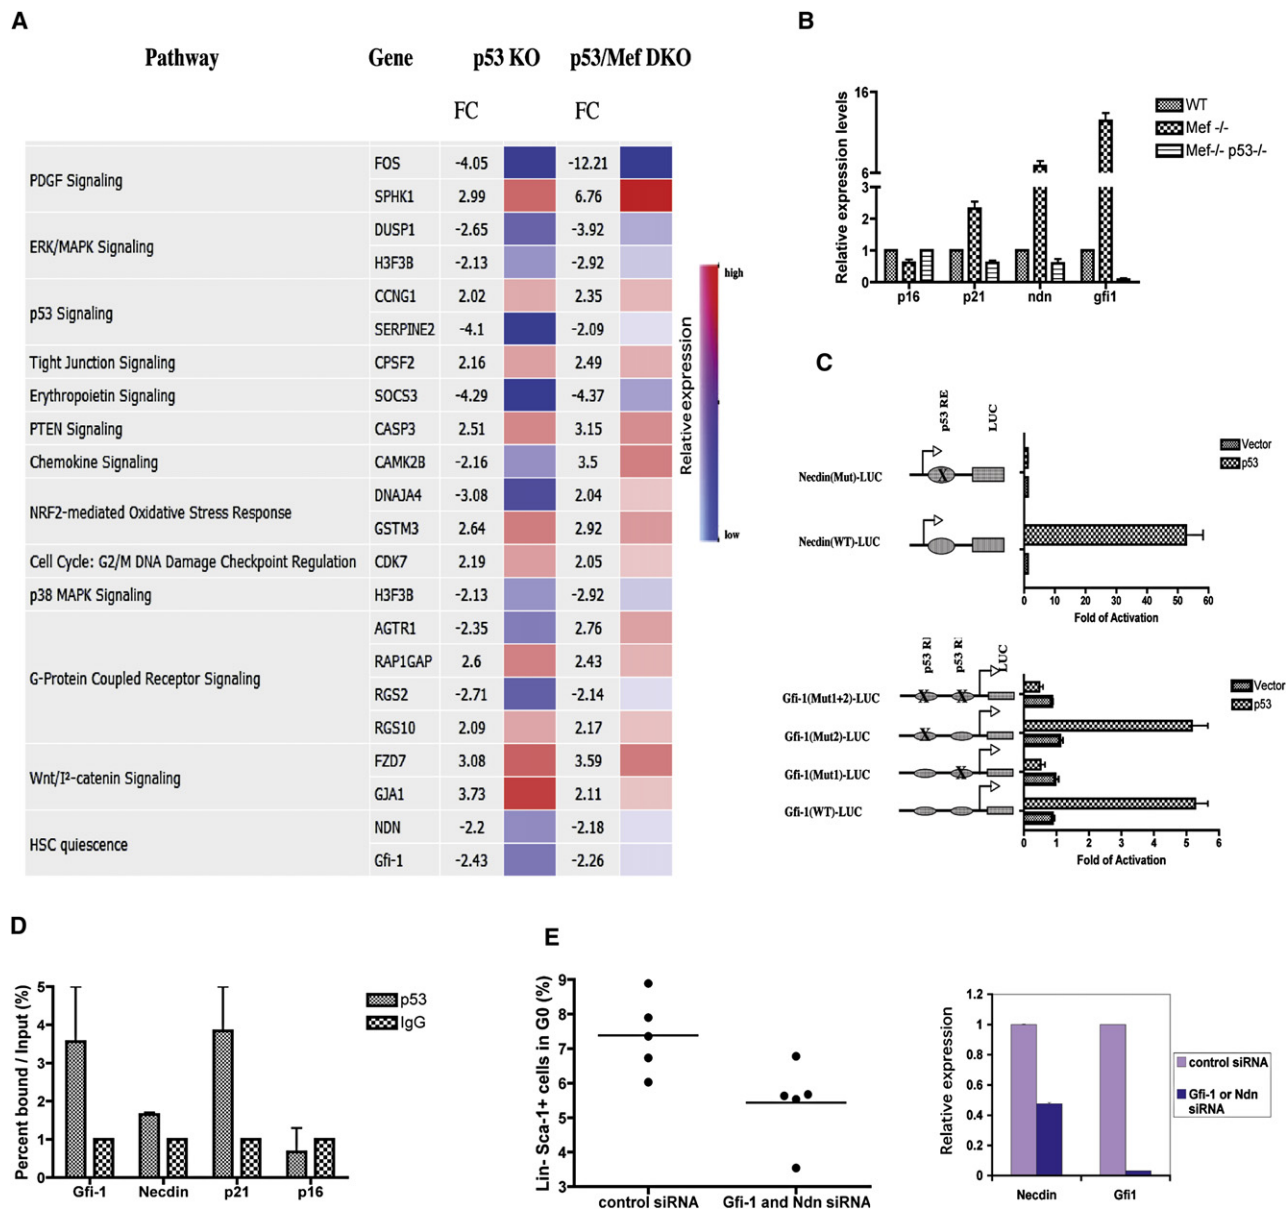 A
Pathway Gene p53 KO p53/Mef DKO
FC FC
PDGF Signaling
FOS -4.05 -12.21
SPHK1 2.99 6.76
ERK/MAPK Signaling
DUSP1 -2.65 -3.92
H3F3B -2.13 -2.92
p53 Signaling
CCNG1 2.02 2.35
SERPINE2 -4.1 -2.09
Tight Junction Signaling CPSF2 2.16 2.49
Erythropoietin Signaling SOCS3 -4.29 -4.37
PTEN Signaling CASP3 2.51 3.15
Chemokine Signaling CAMK2B -2.16 3.5
NRF2-mediated Oxidative Stress Response
DNAJA4 -3.08 2.04
GSTM3 2.64 2.92
Cell Cycle: G2/M DNA Damage Checkpoint Regulation CDK7 2.19 2.05
p38 MAPK Signaling H3F3B -2.13 -2.92
G-Protein Coupled Receptor Signaling
AGTR1 -2.35 2.76
RAP1GAP 2.6 2.43
RGS2 -2.71 -2.14
RGS10 2.09 2.17
Wnt/I²-catenin Signaling
FZD7 3.08 3.59
GJA1 3.73 2.11
HSC quiescence
NDN -2.2 -2.18
Gfi-1 -2.43 -2.26
high
Relative expression
low
B
Relative expression levels
16
6
3
2
1
0
p16 p21 ndn gfi1
WT
Mef -/-
Mef-/- p53-/-
C
p53 RE LUC
Necdin(Mut)-LUC
X
Necdin(WT)-LUC
Vector
p53
0 10 20 30 40 50 60
Fold of Activation
p53 RI p53 R LUC
Gfi-1(Mut1+2)-LUC
X X
Gfi-1(Mut2)-LUC
X
Gfi-1(Mut1)-LUC
X
Gfi-1(WT)-LUC
Vector
p53
0 1 2 3 4 5 6
Fold of Activation
D
Percent bound / Input (%)
5
4
3
2
1
0
Gfi-1 Necdin p21 p16
p53
IgG
E
Lin- Sca-1+ cells in G0 (%)
9
8
7
6
5
4
3
control siRNA Gfi-1 and Ndn siRNA
Relative expression
1.2
1
0.8
0.6
0.4
0.2
0
Necdin Gfi1
control siRNA
Gfi-1 or Ndn
siRNA